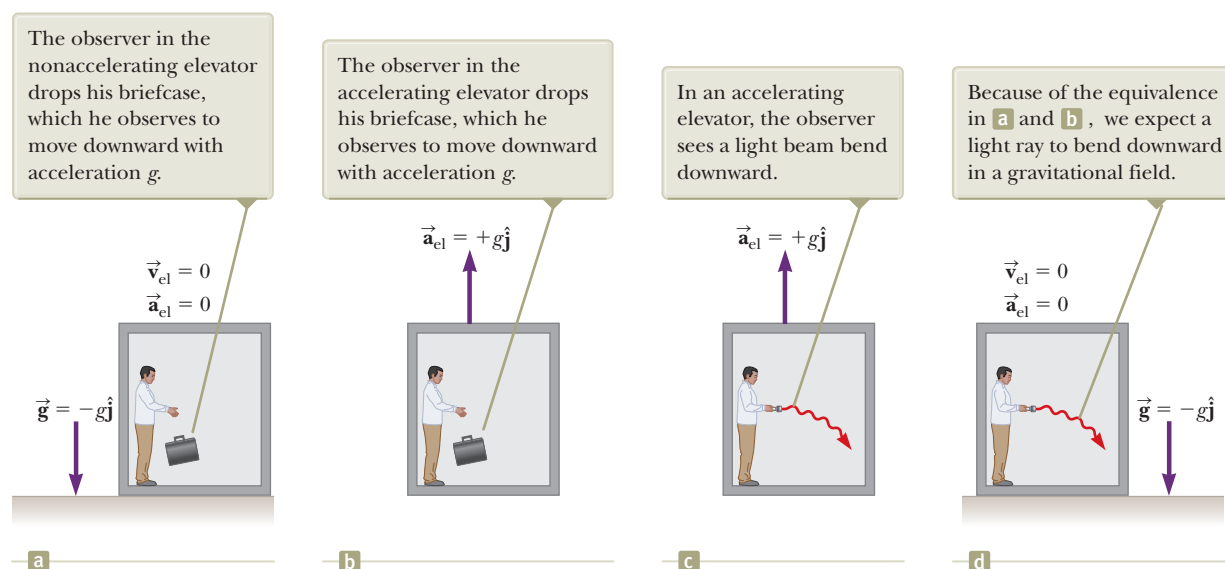 The observer in the
nonaccelerating elevator
drops his briefcase,
which he observes to
move downward with
acceleration g.
v⃗el = 0
a⃗el = 0
g⃗ = −gĵ
a
The observer in the
accelerating elevator drops
his briefcase, which he
observes to move downward
with acceleration g.
a⃗el = +gĵ
b
In an accelerating
elevator, the observer
sees a light beam bend
downward.
a⃗el = +gĵ
c
Because of the equivalence
in a and b , we expect a
light ray to bend downward
in a gravitational field.
v⃗el = 0
a⃗el = 0
g⃗ = −gĵ
d